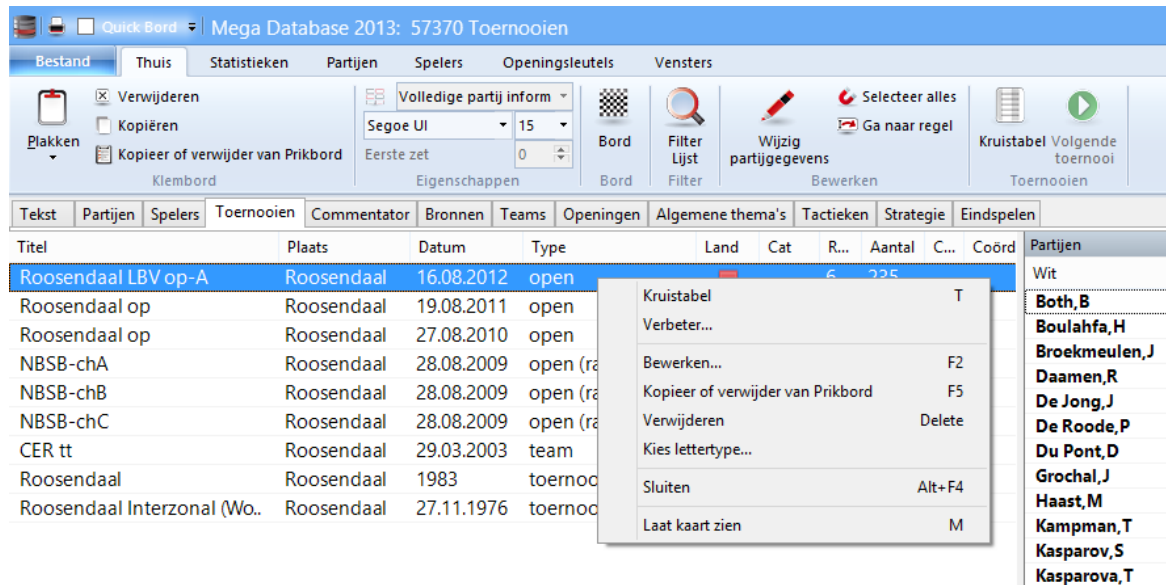 Quick Bord Mega Database 2013: 57370 Toernooien
Bestand Thuis Statistieken Partijen Spelers Openingsleutels Vensters
Plakken
Verwijderen
Kopiëren
Kopieer of verwijder van Prikbord
Klembord
Volledige partij inform
Segoe UI 15
Eerste zet 0
Eigenschappen
Bord
Bord
Filter
Lijst
Filter
Wijzig
partijgegevens
Selecteer alles
Ga naar regel
Bewerken
Kruistabel Volgende
toernooi
Toernooien
Tekst Partijen Spelers Toernooien Commentator Bronnen Teams Openingen Algemene thema's Tactieken Strategie Eindspelen
Titel Plaats Datum Type Land Cat R... Aantal C... Coörd
Roosendaal LBV op-A Roosendaal 16.08.2012 open 6 235
Roosendaal op Roosendaal 19.08.2011 open
Roosendaal op Roosendaal 27.08.2010 open
NBSB-chA Roosendaal 28.08.2009 open (ra
NBSB-chB Roosendaal 28.08.2009 open (ra
NBSB-chC Roosendaal 28.08.2009 open (ra
CER tt Roosendaal 29.03.2003 team
Roosendaal Roosendaal 1983 toernoo
Roosendaal Interzonal (Wo.. Roosendaal 27.11.1976 toernoo
Kruistabel T
Verbeter...
Bewerken... F2
Kopieer of verwijder van Prikbord F5
Verwijderen Delete
Kies lettertype...
Sluiten Alt+F4
Laat kaart zien M
Partijen
Wit
Both,B
Boulahfa,H
Broekmeulen,J
Daamen,R
De Jong,J
De Roode,P
Du Pont,D
Grochal,J
Haast,M
Kampman,T
Kasparov,S
Kasparova,T